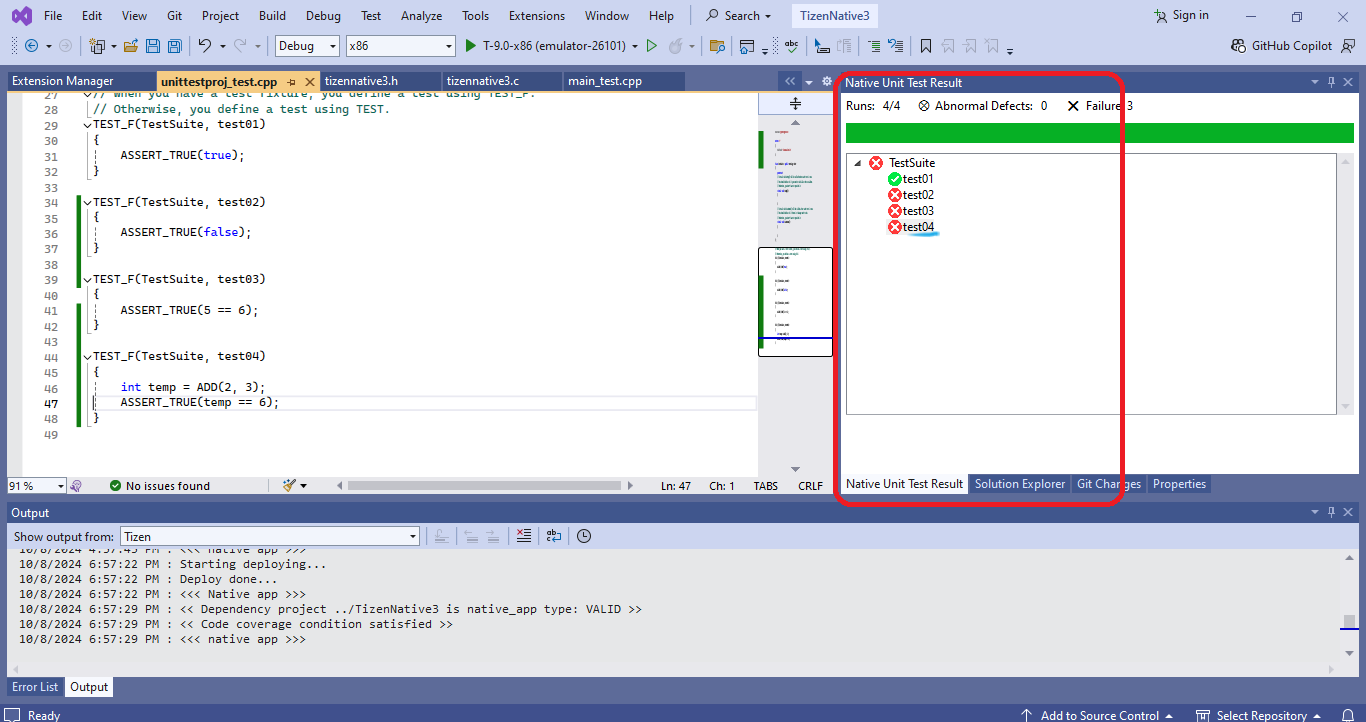 File Edit View Git Project Build Debug Test Analyze Tools Extensions Window Help Search TizenNative3 Sign in
Debug x86 T-9.0-x86 (emulator-26101) abc GitHub Copilot
Extension Manager unittestproj_test.cpp tizennative3.h tizennative3.c main_test.cpp
27 // When you have a test fixture, you define a test using TEST_F.
28 // Otherwise, you define a test using TEST.
29 TEST_F(TestSuite, test01)
30 {
31 ASSERT_TRUE(true);
32 }
33
34 TEST_F(TestSuite, test02)
35 {
36 ASSERT_TRUE(false);
37 }
38
39 TEST_F(TestSuite, test03)
40 {
41 ASSERT_TRUE(5 == 6);
42 }
43
44 TEST_F(TestSuite, test04)
45 {
46 int temp = ADD(2, 3);
47 ASSERT_TRUE(temp == 6);
48 }
49
91 % No issues found Ln: 47 Ch: 1 TABS CRLF
Native Unit Test Result
Runs: 4/4 Abnormal Defects: 0 Failure: 3
TestSuite
test01
test02
test03
test04
Native Unit Test Result Solution Explorer Git Changes Properties
Output
Show output from: Tizen
10/8/2024 4:57:45 PM : <<< native app >>>
10/8/2024 6:57:22 PM : Starting deploying...
10/8/2024 6:57:22 PM : Deploy done...
10/8/2024 6:57:22 PM : <<< Native app >>>
10/8/2024 6:57:29 PM : << Dependency project ../TizenNative3 is native_app type: VALID >>
10/8/2024 6:57:29 PM : << Code coverage condition satisfied >>
10/8/2024 6:57:29 PM : <<< native app >>>
Error List Output
Ready Add to Source Control Select Repository